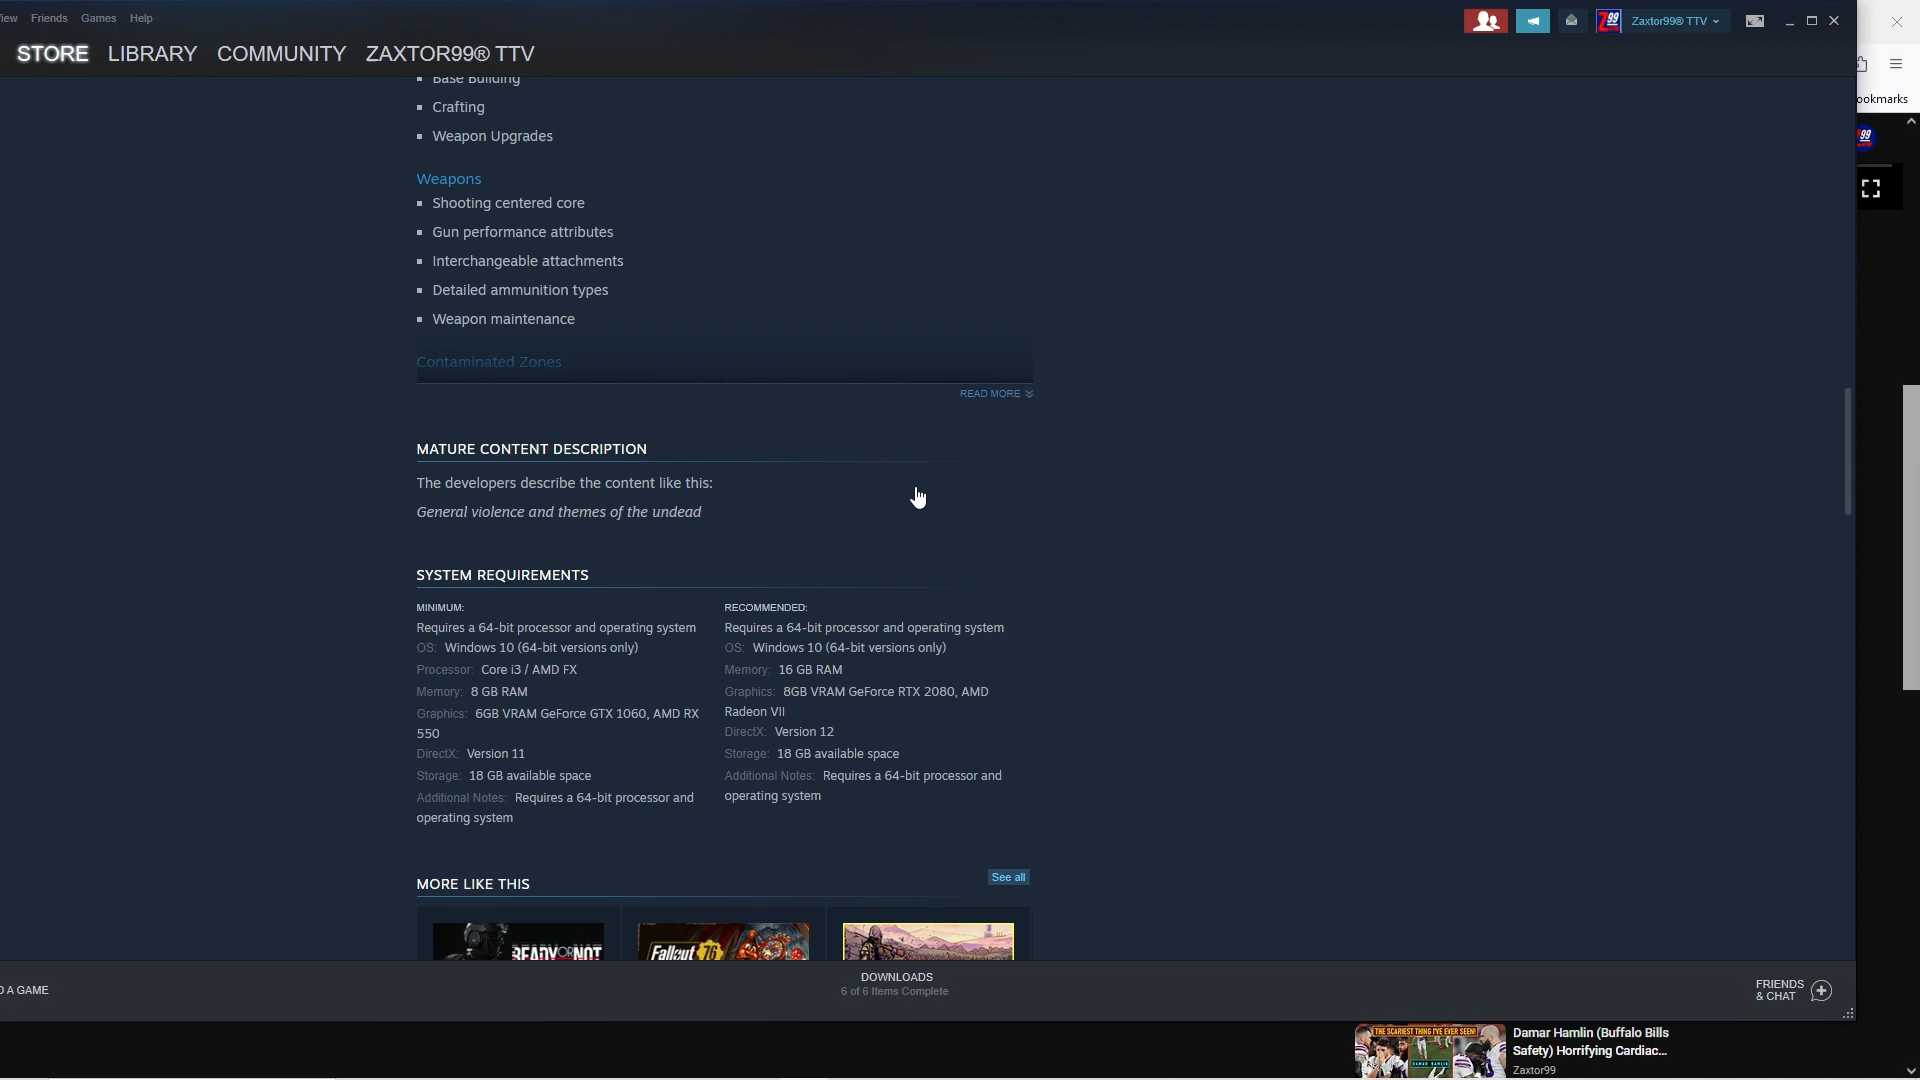 iew Friends Games Help
Zaxtor99® TTV
STORE LIBRARY COMMUNITY ZAXTOR99® TTV
ookmarks
Base Building
Crafting
Weapon Upgrades
99
Weapons
Shooting centered core
Gun performance attributes
Interchangeable attachments
Detailed ammunition types
Weapon maintenance
Contaminated Zones
READ MORE
MATURE CONTENT DESCRIPTION
The developers describe the content like this:
General violence and themes of the undead
SYSTEM REQUIREMENTS
MINIMUM:
Requires a 64-bit processor and operating system
OS: Windows 10 (64-bit versions only)
Processor: Core i3 / AMD FX
Memory: 8 GB RAM
Graphics: 6GB VRAM GeForce GTX 1060, AMD RX
550
DirectX: Version 11
Storage: 18 GB available space
Additional Notes: Requires a 64-bit processor and
operating system
RECOMMENDED:
Requires a 64-bit processor and operating system
OS: Windows 10 (64-bit versions only)
Memory: 16 GB RAM
Graphics: 8GB VRAM GeForce RTX 2080, AMD
Radeon VII
DirectX: Version 12
Storage: 18 GB available space
Additional Notes: Requires a 64-bit processor and
operating system
MORE LIKE THIS
See all
READY OR NOT
Fallout 76
D A GAME
DOWNLOADS
6 of 6 Items Complete
FRIENDS
& CHAT
THE SCARIEST THING I'VE EVER SEEN!
DAMAR HAMLIN
Damar Hamlin (Buffalo Bills
Safety) Horrifying Cardiac...
Zaxtor99